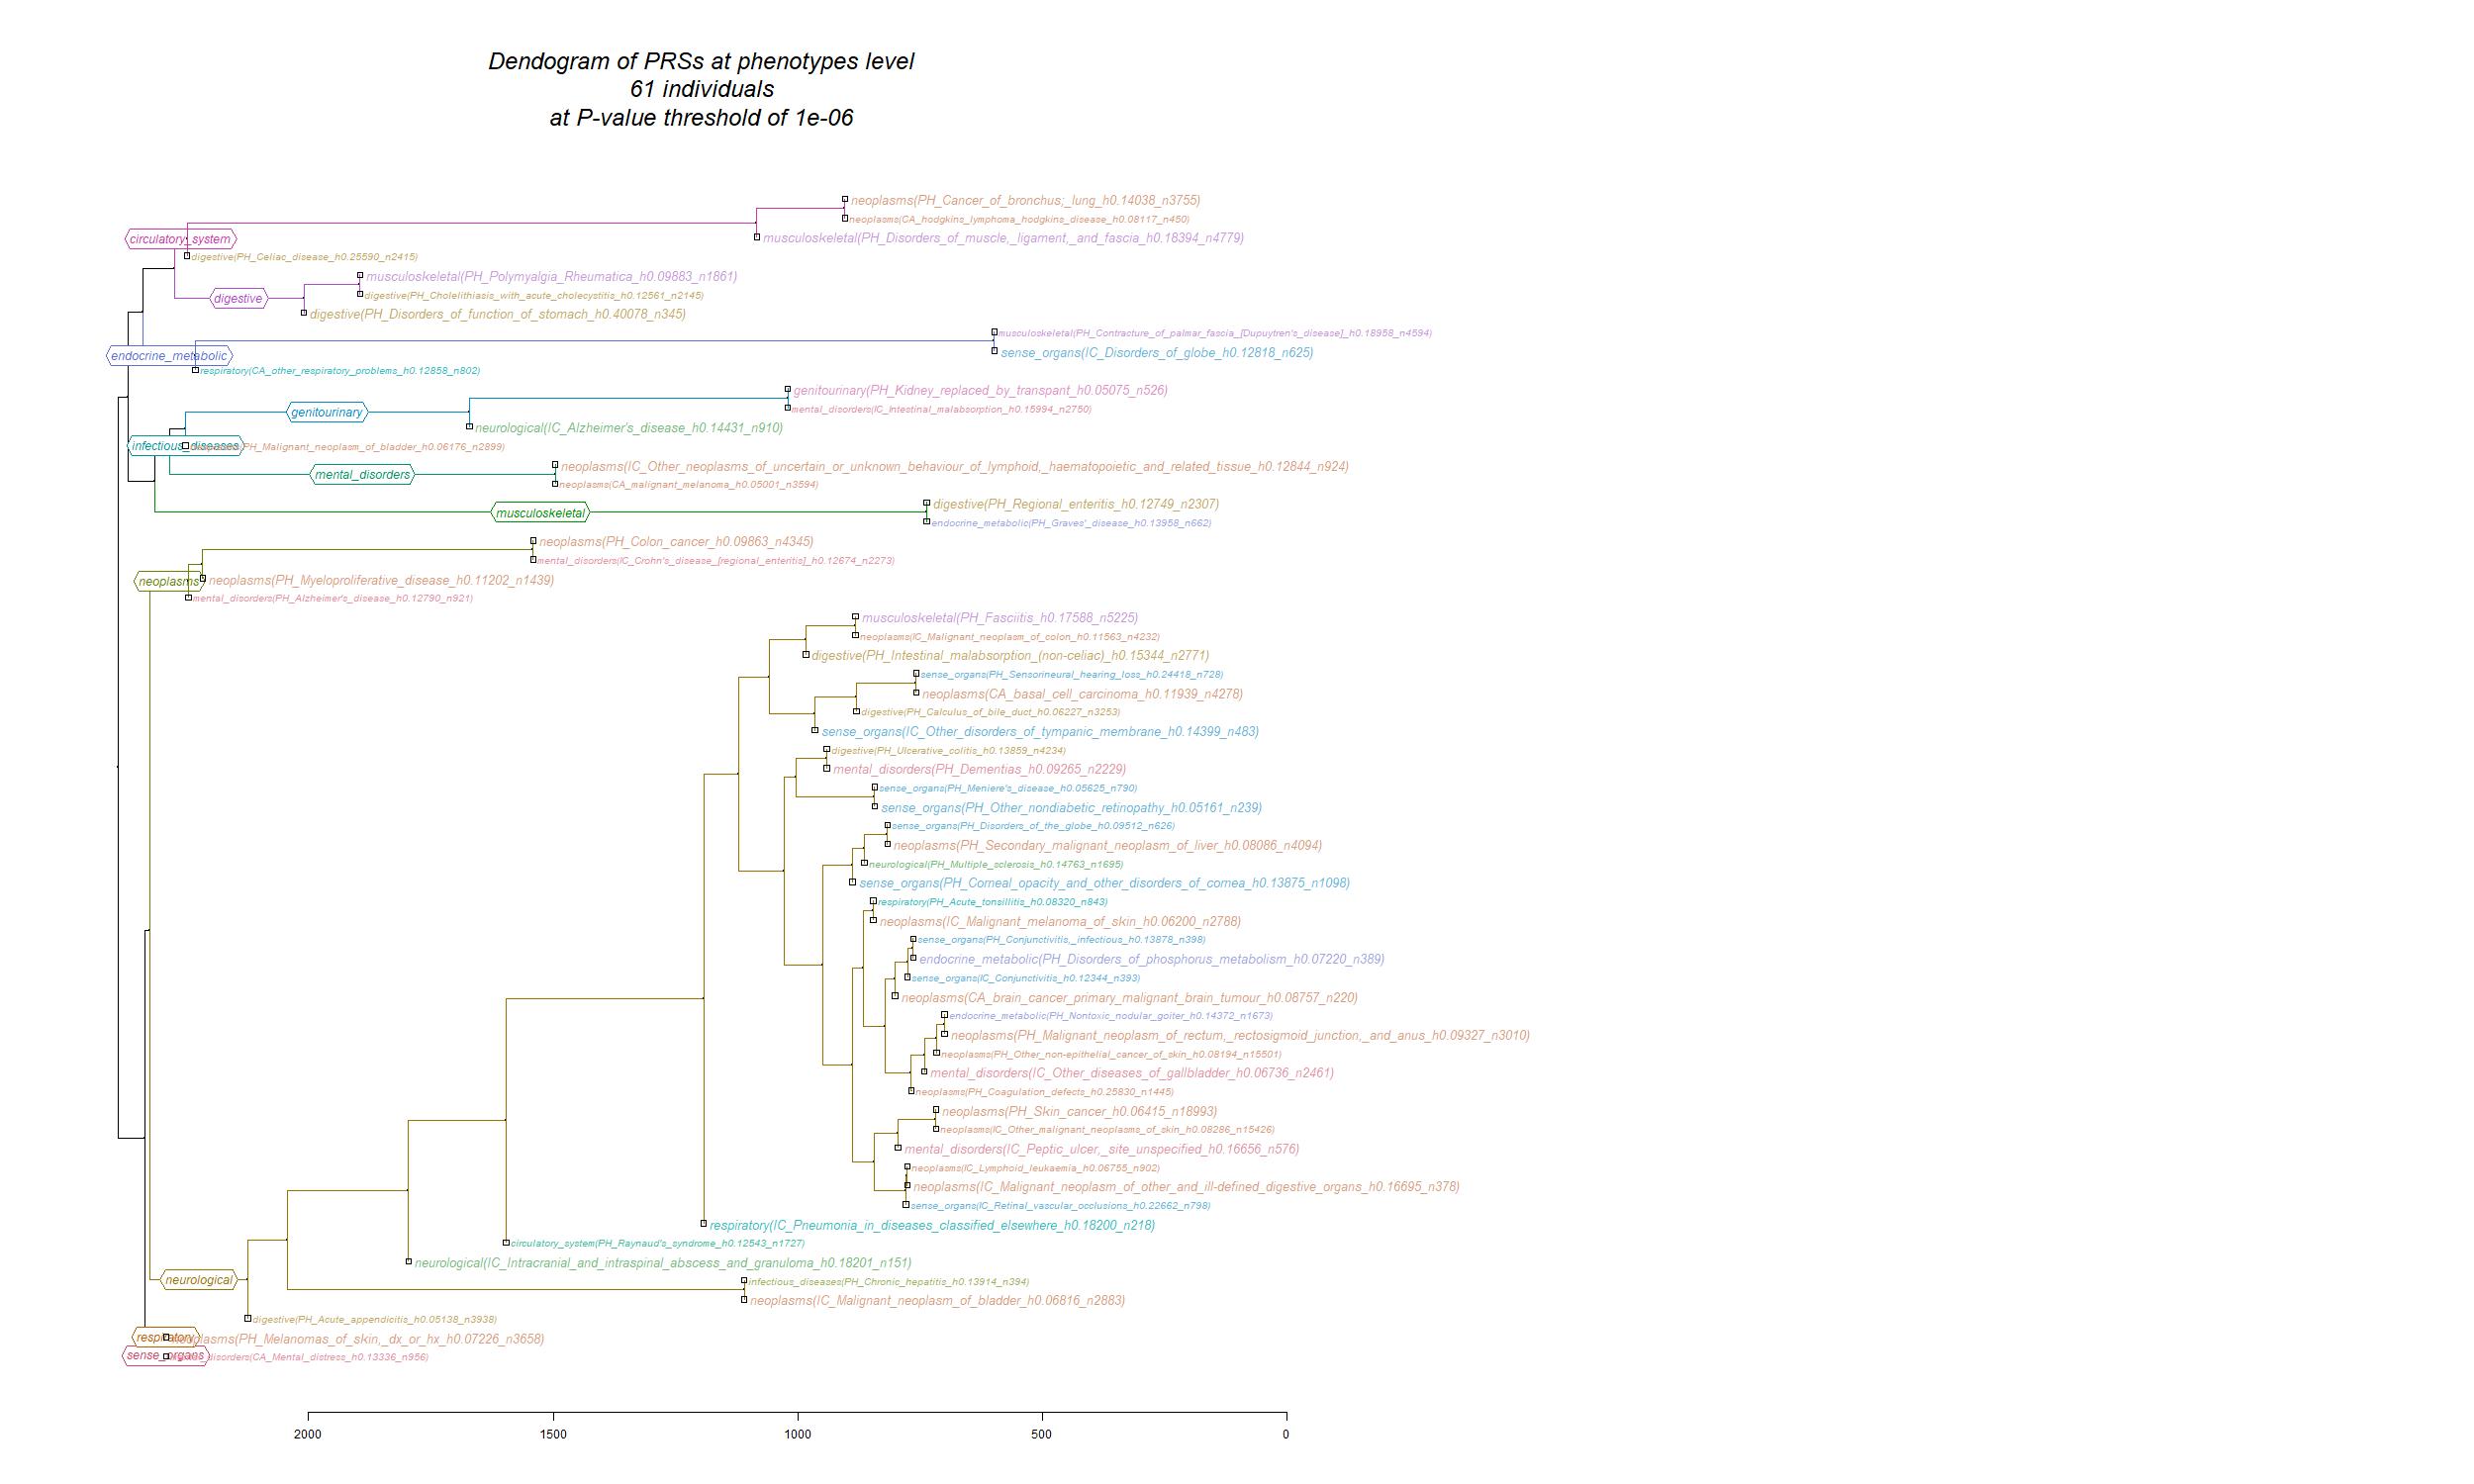 Dendogram of PRSs at phenotypes level
61 individuals
at P-value threshold of 1e-06
neoplasms(PH_Cancer_of_bronchus;_lung_h0.14038_n3755)
neoplasms(CA_hodgkins_lymphoma_hodgkins_disease_h0.08117_n450)
musculoskeletal(PH_Disorders_of_muscle,_ligament,_and_fascia_h0.18394_n4779)
circulatory_system
digestive(PH_Celiac_disease_h0.25590_n2415)
musculoskeletal(PH_Polymyalgia_Rheumatica_h0.09883_n1861)
digestive(PH_Cholelithiasis_with_acute_cholecystitis_h0.12561_n2145)
digestive
digestive(PH_Disorders_of_function_of_stomach_h0.40078_n345)
musculoskeletal(PH_Contracture_of_palmar_fascia_[Dupuytren's_disease]_h0.18958_n4594)
sense_organs(IC_Disorders_of_globe_h0.12818_n625)
endocrine_metabolic
respiratory(CA_other_respiratory_problems_h0.12858_n802)
genitourinary(PH_Kidney_replaced_by_transpant_h0.05075_n526)
mental_disorders(IC_Intestinal_malabsorption_h0.15994_n2750)
genitourinary
neurological(IC_Alzheimer's_disease_h0.14431_n910)
infectious_diseases
neoplasms(PH_Malignant_neoplasm_of_bladder_h0.06176_n2899)
neoplasms(IC_Other_neoplasms_of_uncertain_or_unknown_behaviour_of_lymphoid,_haematopoietic_and_related_tissue_h0.12844_n924)
mental_disorders
neoplasms(CA_malignant_melanoma_h0.05001_n3594)
digestive(PH_Regional_enteritis_h0.12749_n2307)
musculoskeletal
endocrine_metabolic(PH_Graves'_disease_h0.13958_n662)
neoplasms(PH_Colon_cancer_h0.09863_n4345)
mental_disorders(IC_Crohn's_disease_[regional_enteritis]_h0.12674_n2273)
neoplasms
neoplasms(PH_Myeloproliferative_disease_h0.11202_n1439)
mental_disorders(PH_Alzheimer's_disease_h0.12790_n921)
musculoskeletal(PH_Fasciitis_h0.17588_n5225)
neoplasms(IC_Malignant_neoplasm_of_colon_h0.11563_n4232)
digestive(PH_Intestinal_malabsorption_(non-celiac)_h0.15344_n2771)
sense_organs(PH_Sensorineural_hearing_loss_h0.24418_n728)
neoplasms(CA_basal_cell_carcinoma_h0.11939_n4278)
digestive(PH_Calculus_of_bile_duct_h0.06227_n3253)
sense_organs(IC_Other_disorders_of_tympanic_membrane_h0.14399_n483)
digestive(PH_Ulcerative_colitis_h0.13859_n4234)
mental_disorders(PH_Dementias_h0.09265_n2229)
sense_organs(PH_Meniere's_disease_h0.05625_n790)
sense_organs(PH_Other_nondiabetic_retinopathy_h0.05161_n239)
sense_organs(PH_Disorders_of_the_globe_h0.09512_n626)
neoplasms(PH_Secondary_malignant_neoplasm_of_liver_h0.08086_n4094)
neurological(PH_Multiple_sclerosis_h0.14763_n1695)
sense_organs(PH_Corneal_opacity_and_other_disorders_of_cornea_h0.13875_n1098)
respiratory(PH_Acute_tonsillitis_h0.08320_n843)
neoplasms(IC_Malignant_melanoma_of_skin_h0.06200_n2788)
sense_organs(PH_Conjunctivitis,_infectious_h0.13878_n398)
endocrine_metabolic(PH_Disorders_of_phosphorus_metabolism_h0.07220_n389)
sense_organs(IC_Conjunctivitis_h0.12344_n393)
neoplasms(CA_brain_cancer_primary_malignant_brain_tumour_h0.08757_n220)
endocrine_metabolic(PH_Nontoxic_nodular_goiter_h0.14372_n1673)
neoplasms(PH_Malignant_neoplasm_of_rectum,_rectosigmoid_junction,_and_anus_h0.09327_n3010)
neoplasms(PH_Other_non-epithelial_cancer_of_skin_h0.08194_n15501)
mental_disorders(IC_Other_diseases_of_gallbladder_h0.06736_n2461)
neoplasms(PH_Coagulation_defects_h0.25830_n1445)
neoplasms(PH_Skin_cancer_h0.06415_n18993)
neoplasms(IC_Other_malignant_neoplasms_of_skin_h0.08286_n15426)
mental_disorders(IC_Peptic_ulcer,_site_unspecified_h0.16656_n576)
neoplasms(IC_Lymphoid_leukaemia_h0.06755_n902)
neoplasms(IC_Malignant_neoplasm_of_other_and_ill-defined_digestive_organs_h0.16695_n378)
sense_organs(IC_Retinal_vascular_occlusions_h0.22662_n798)
respiratory(IC_Pneumonia_in_diseases_classified_elsewhere_h0.18200_n218)
circulatory_system(PH_Raynaud's_syndrome_h0.12543_n1727)
neurological(IC_Intracranial_and_intraspinal_abscess_and_granuloma_h0.18201_n151)
neurological
infectious_diseases(PH_Chronic_hepatitis_h0.13914_n394)
neoplasms(IC_Malignant_neoplasm_of_bladder_h0.06816_n2883)
digestive(PH_Acute_appendicitis_h0.05138_n3938)
respiratory
neoplasms(PH_Melanomas_of_skin,_dx_or_hx_h0.07226_n3658)
sense_organs
mental_disorders(CA_Mental_distress_h0.13336_n956)
2000 1500 1000 500 0